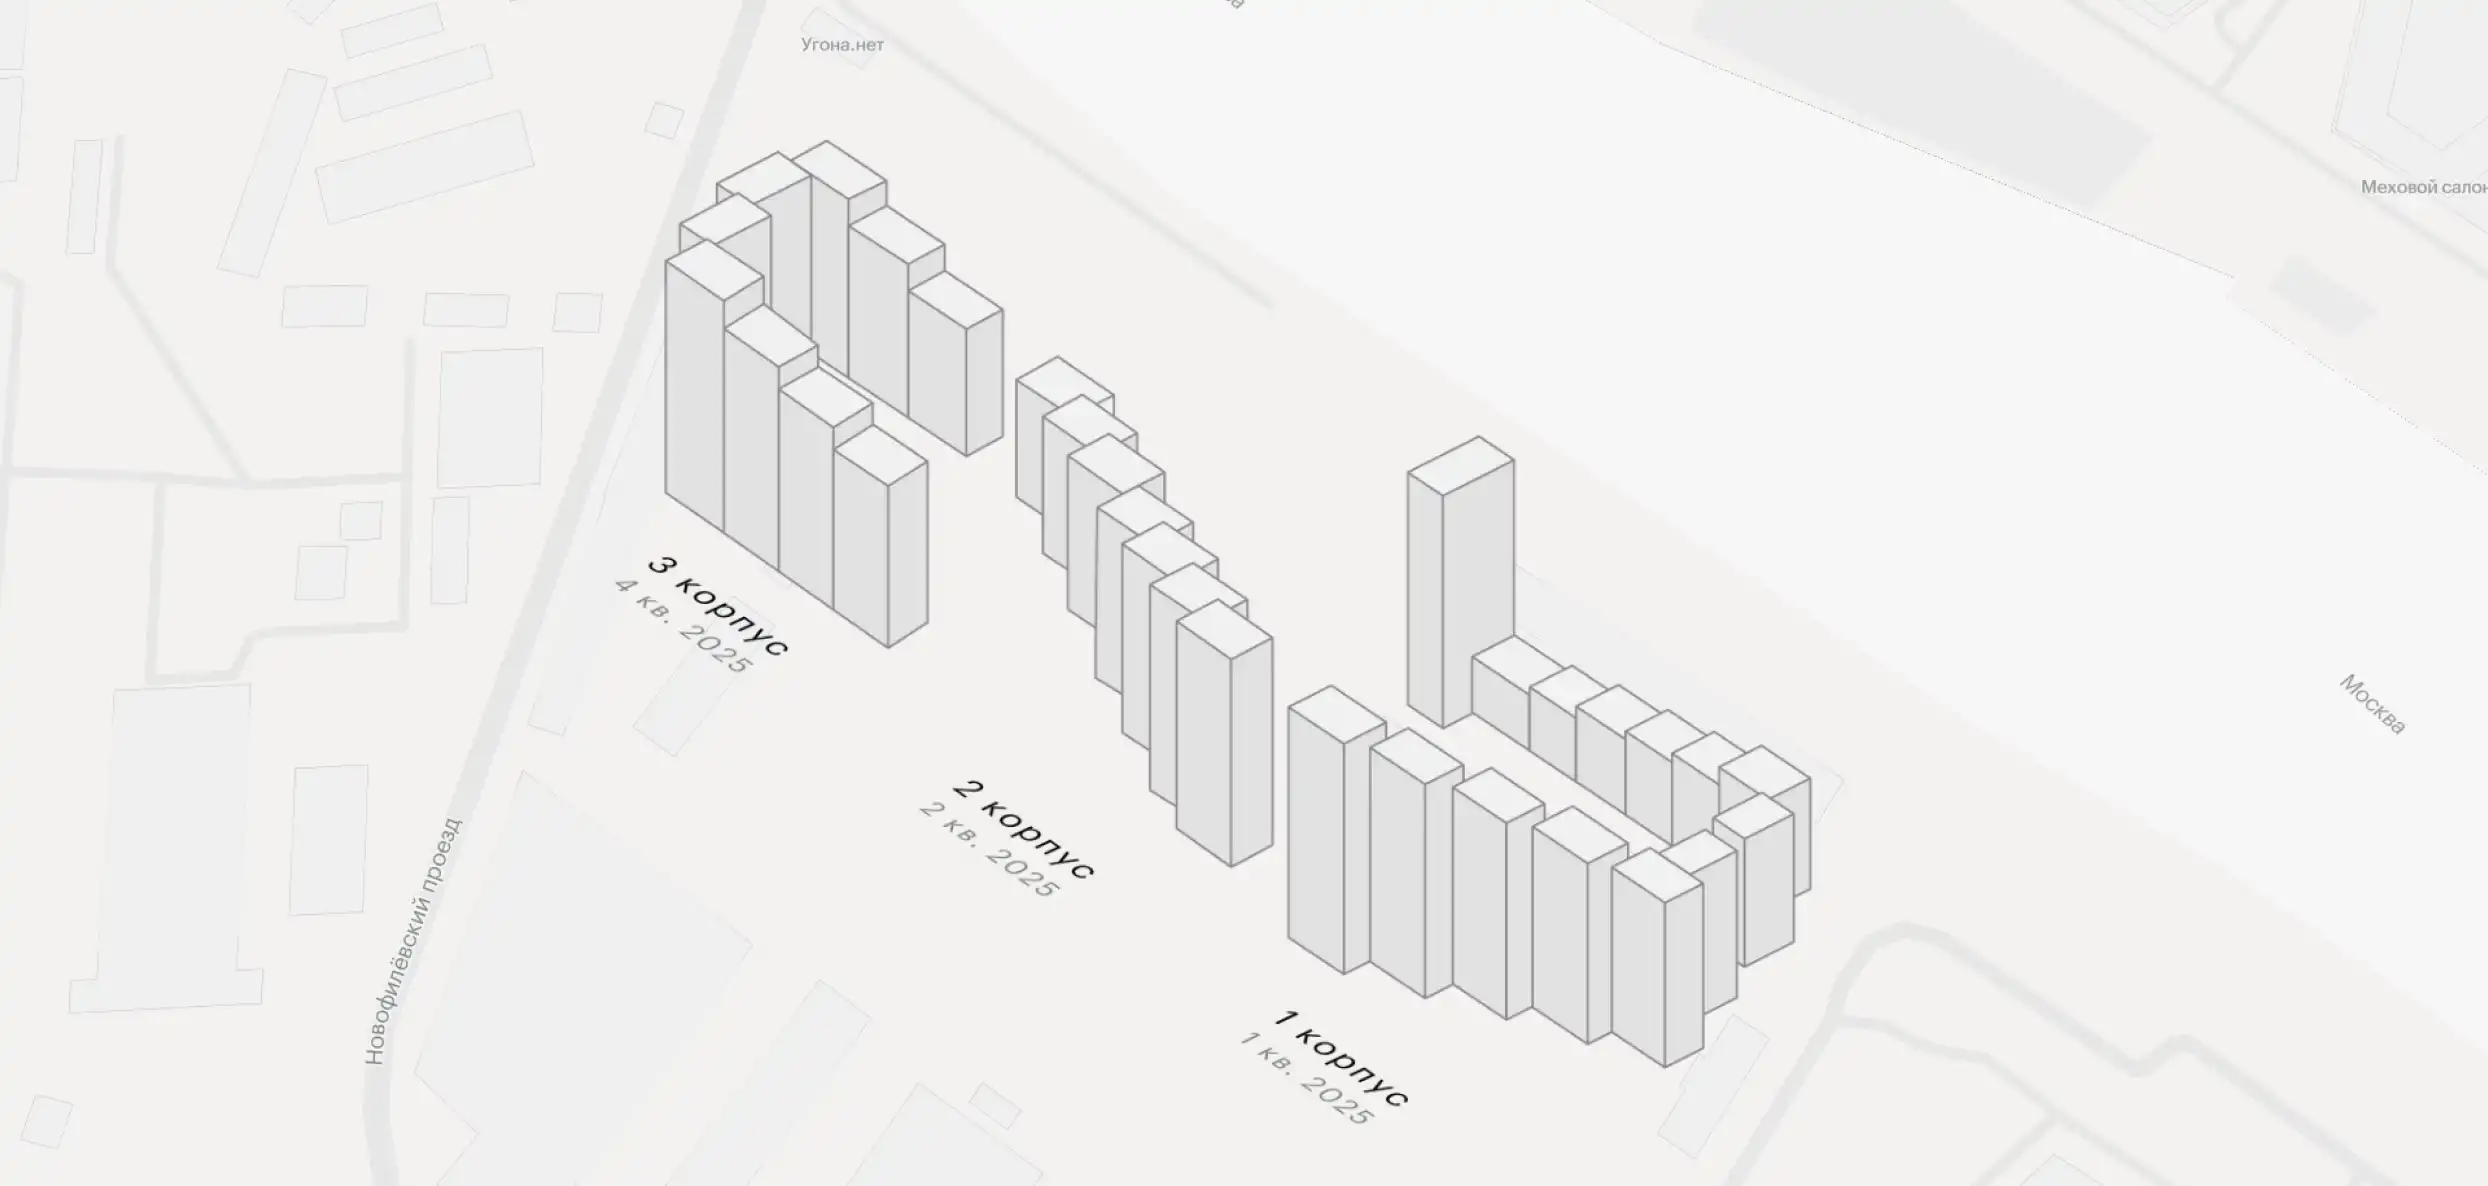 Угона.нет
Меховой салон
3 корпус
4 кв. 2025
2 корпус
2 кв. 2025
1 корпус
1 кв. 2025
Новофилёвский проезд
Москва